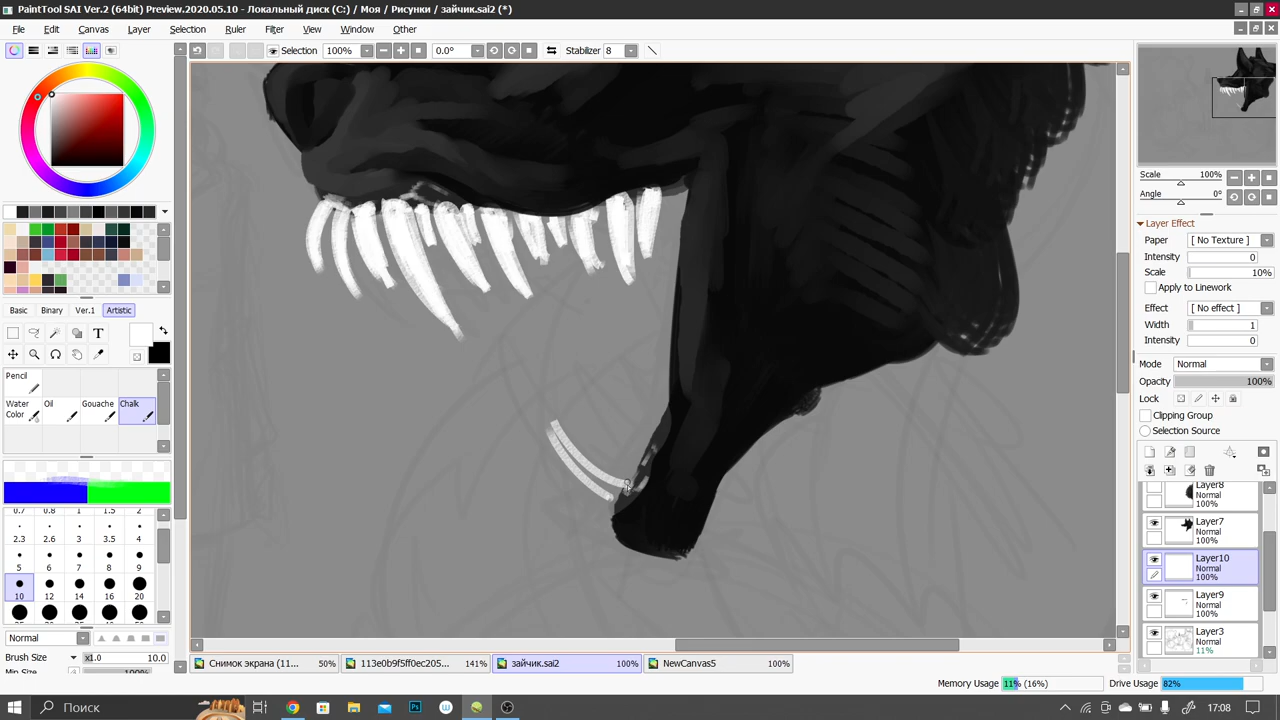 PaintTool SAI Ver.2 (64bit) Preview.2020.05.10 - Локальный диск (C:) / Моя / Рисунки / зайчик.sai2 (*)
File Edit Canvas Layer Selection Ruler Filter View Window Other
Selection 100% 0.0° Stabilizer 8
Scale 100%
Angle 0°
Layer Effect
Paper [ No Texture ]
Intensity 0
Scale 10%
Apply to Linework
Effect [ No effect ]
Width 1
Intensity 0
Mode Normal
Opacity 100%
Lock
Clipping Group
Selection Source
Layer8
Normal
100%
Layer7
Normal
100%
Layer10
Normal
100%
Layer9
Normal
100%
Layer3
Normal
11%
Basic Binary Ver.1 Artistic
T
Pencil
Water Color Oil Gouache Chalk
0.7 0.8 1 1.5 2
2.3 2.6 3 3.5 4
5 6 7 8 9
10 12 14 16 20
Normal
Brush Size x1.0 10.0
Min Size 100%
Снимок экрана (11... 50% 113e0b9f5ff0ec205... 141% зайчик.sai2 100% NewCanvas5 100%
Memory Usage 11% (16%) Drive Usage 82%
Поиск
Ps
W
17:08